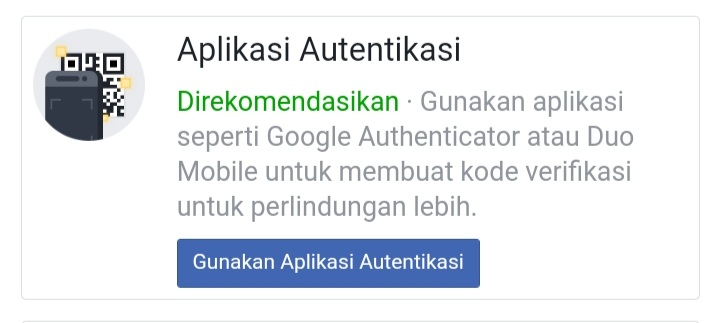 Aplikasi Autentikasi
Direkomendasikan · Gunakan aplikasi
seperti Google Authenticator atau Duo
Mobile untuk membuat kode verifikasi
untuk perlindungan lebih.
Gunakan Aplikasi Autentikasi